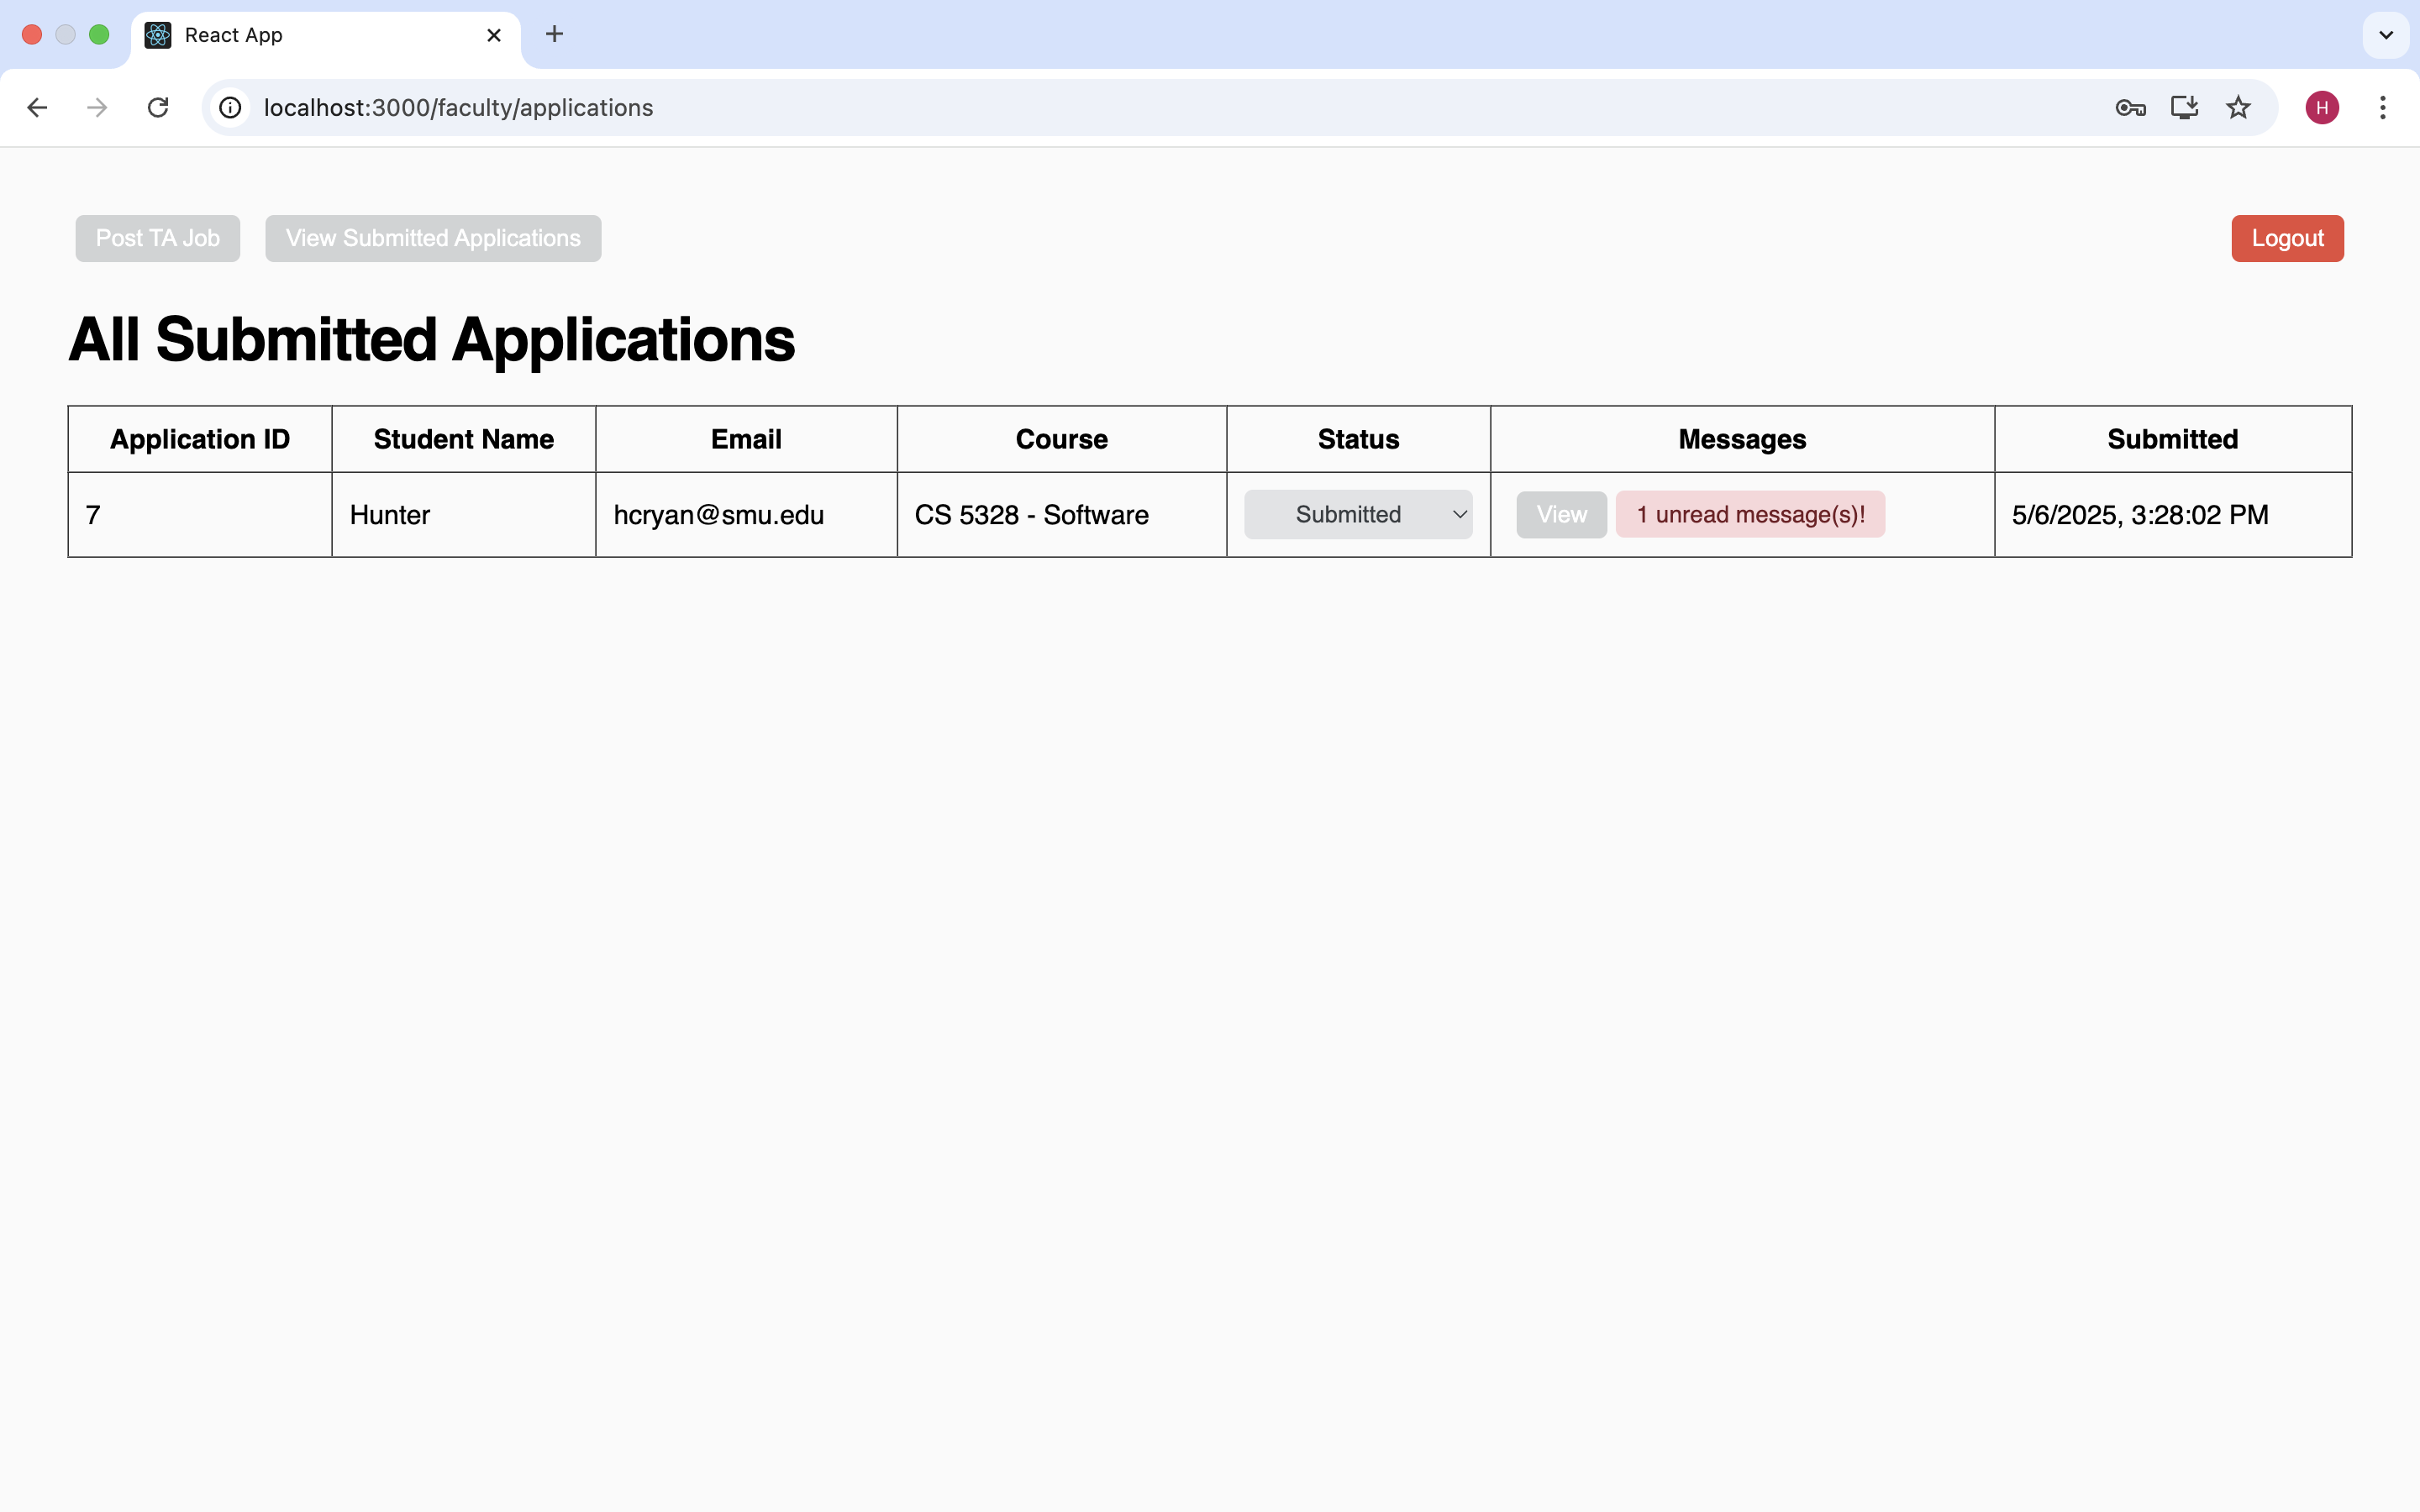 React App
localhost:3000/faculty/applications
H
Post TA Job View Submitted Applications Logout
All Submitted Applications
Application ID Student Name Email Course Status Messages Submitted
7 Hunter hcryan@smu.edu CS 5328 - Software Submitted View 1 unread message(s)! 5/6/2025, 3:28:02 PM